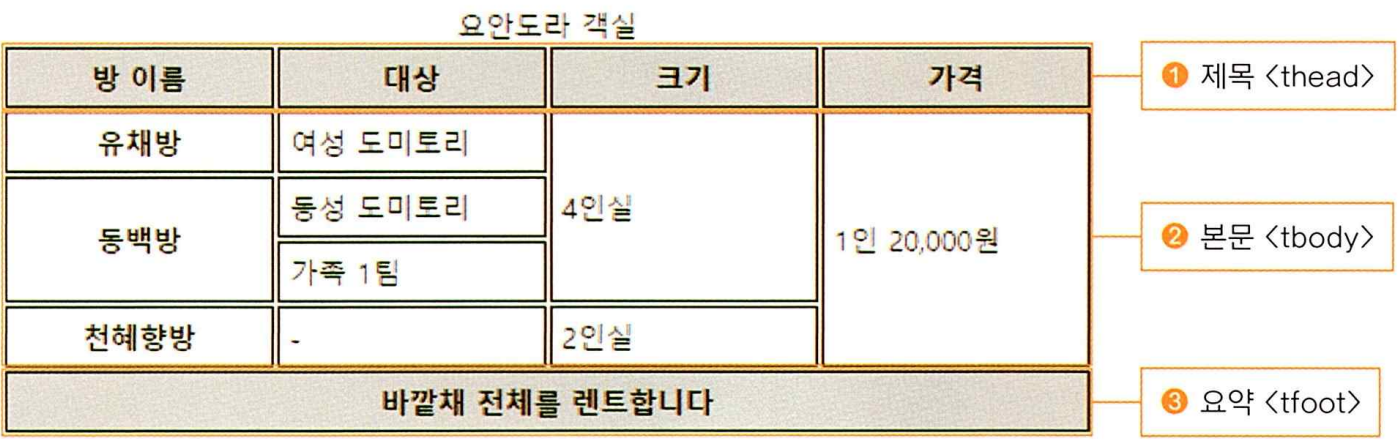 요안도라 객실
방 이름 대상 크기 가격
❶ 제목 <thead>
유채방 여성 도미토리
동백방 동성 도미토리 4인실
가족 1팀
1인 20,000원
❷ 본문 <tbody>
천혜향방 - 2인실
바깥채 전체를 렌트합니다
❸ 요약 <tfoot>